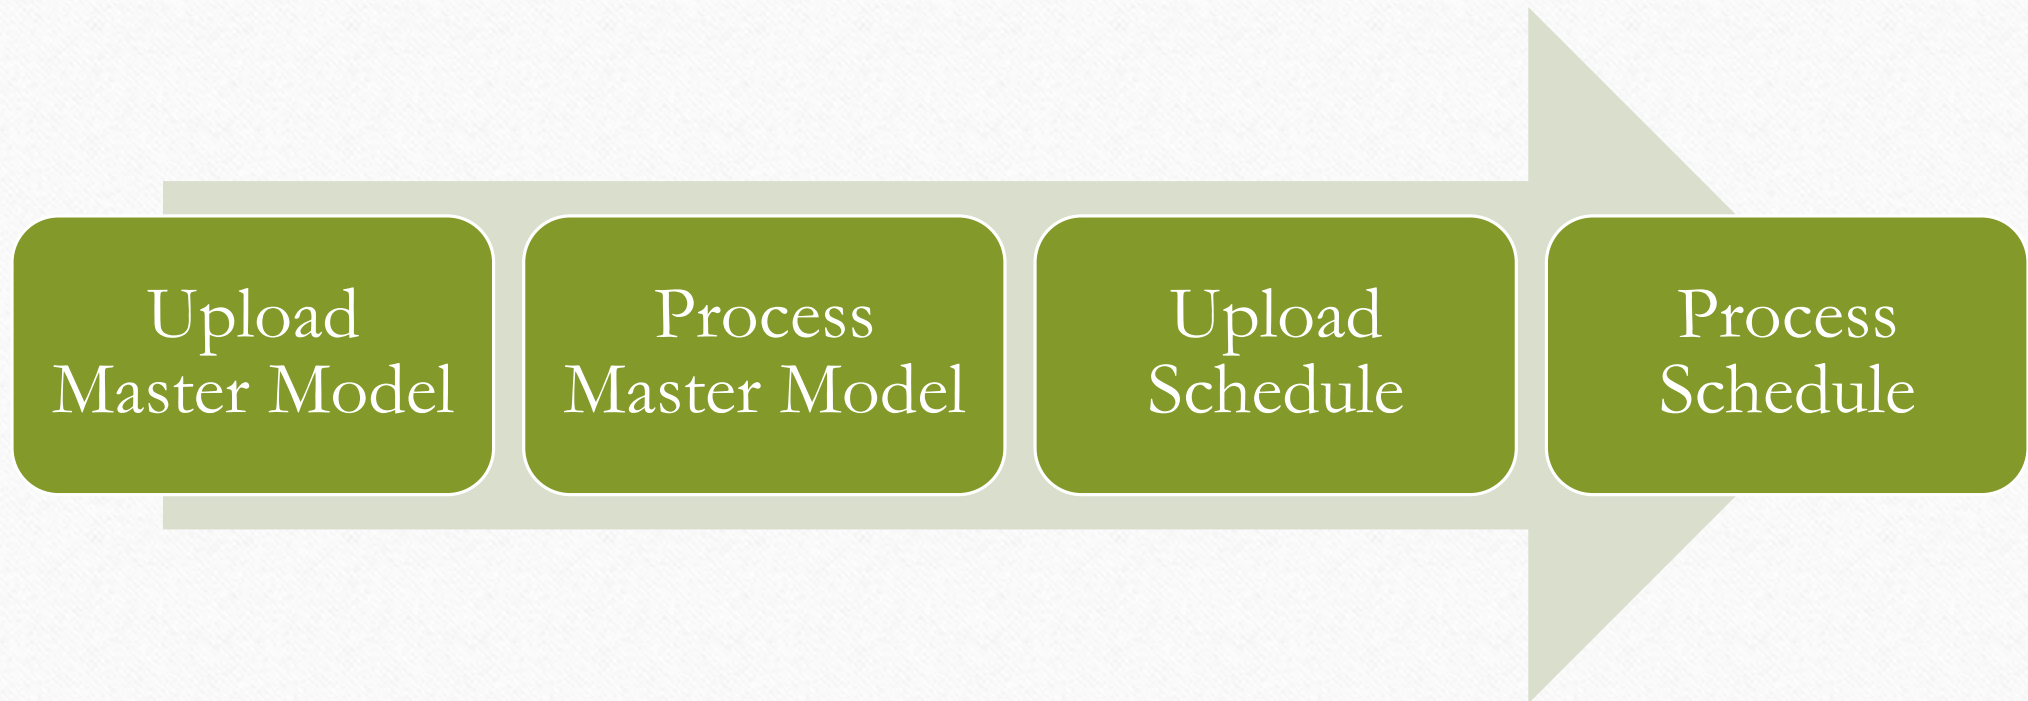 Upload
Master Model
Process
Master Model
Upload
Schedule
Process
Schedule